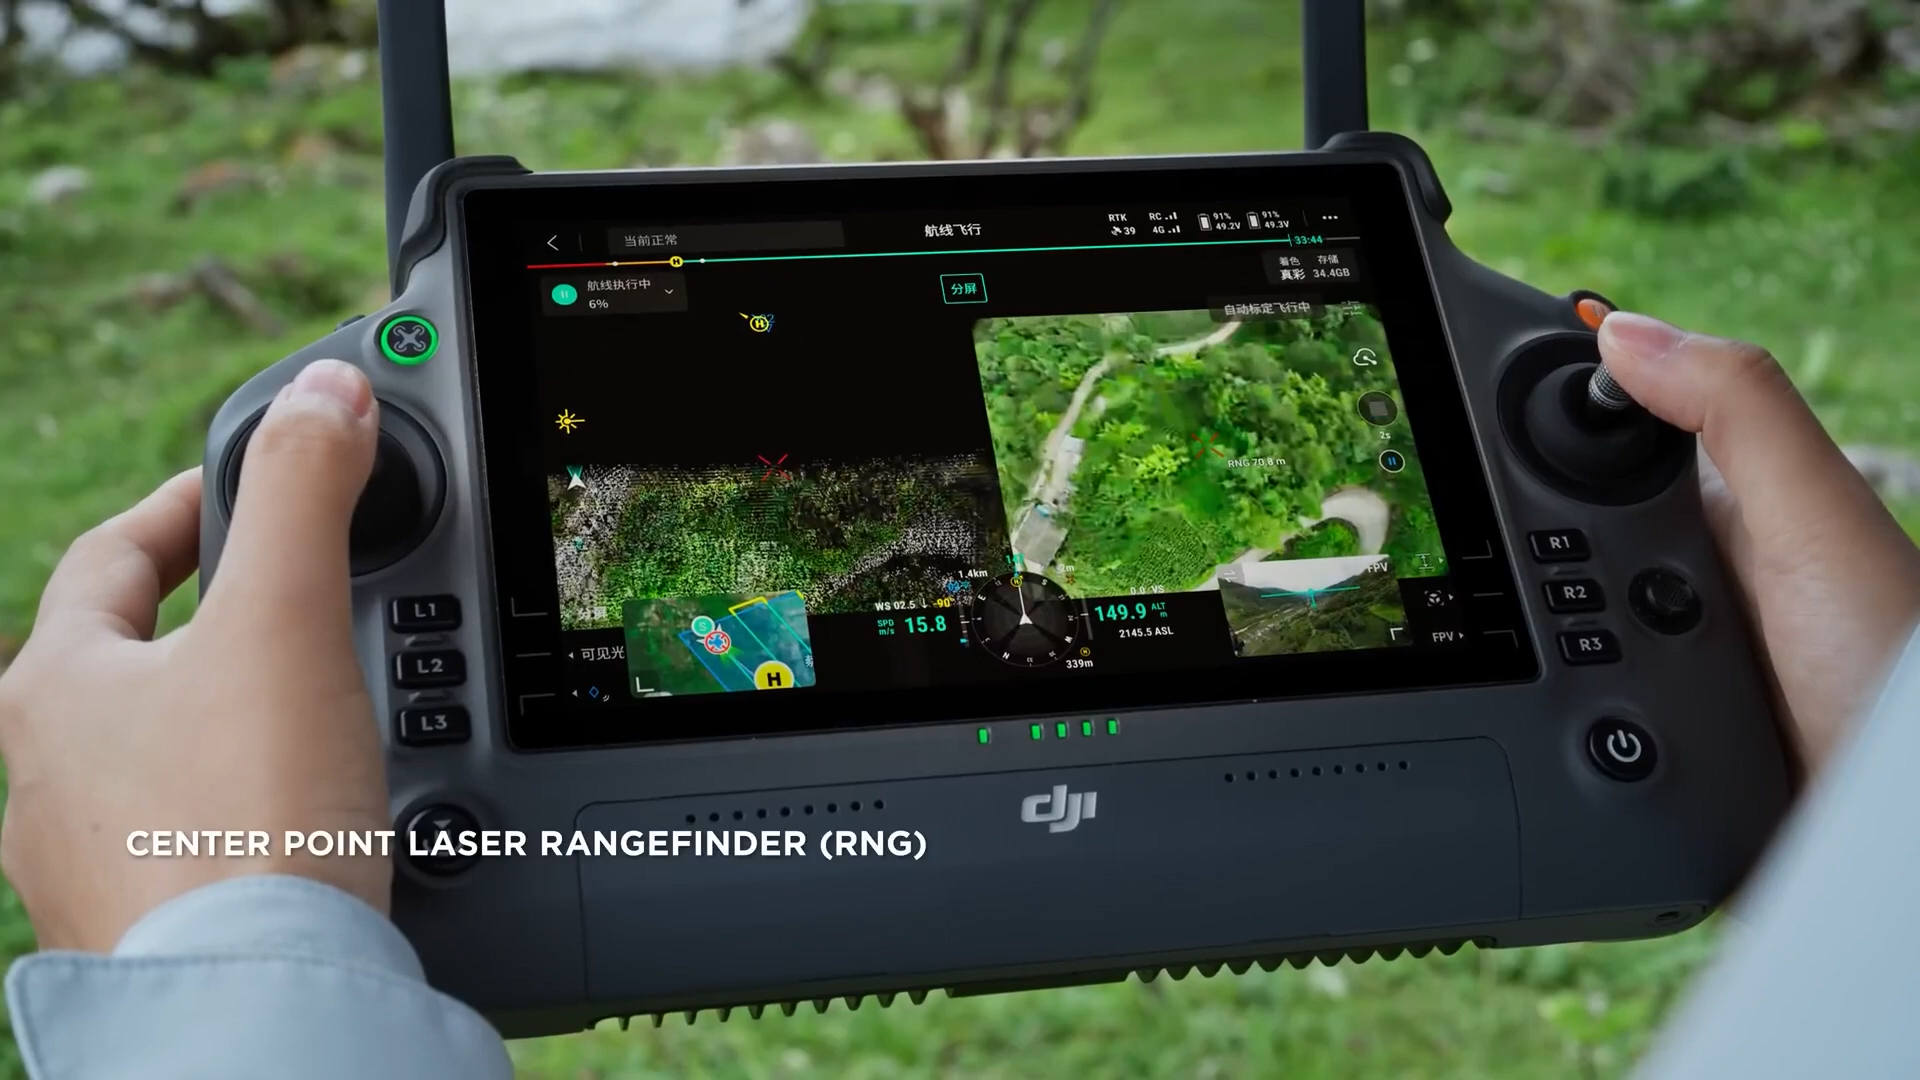 当前正常
航线飞行
RTK
39
RC
4G
91%
49.2V
91%
49.3V
33:44
航线执行中
6%
分屏
着色
真彩
存储
34.4GB
自动标定飞行中
2s
RNG 70.8 m
1.4km
WS 02.5 ↓ -90°
SPD
m/s
15.8
N
E
S
W
0.0 VS
149.9 ALT
m
2145.5 ASL
339m
FPV
FPV
可见光
S
H
L1
L2
L3
R1
R2
R3
dji
CENTER POINT LASER RANGEFINDER (RNG)